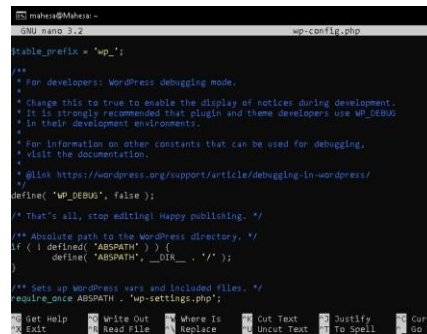 mahesa@Mahesa: ~
GNU nano 3.2 wp-config.php
$table_prefix = 'wp_';
/**
* For developers: WordPress debugging mode.
*
* Change this to true to enable the display of notices during development.
* It is strongly recommended that plugin and theme developers use WP_DEBUG
* in their development environments.
*
* For information on other constants that can be used for debugging,
* visit the documentation.
*
* @link https://wordpress.org/support/article/debugging-in-wordpress/
*/
define( 'WP_DEBUG', false );
/* That's all, stop editing! Happy publishing. */
/** Absolute path to the WordPress directory. */
if ( ! defined( 'ABSPATH' ) ) {
define( 'ABSPATH', __DIR__ . '/' );
}
/** Sets up WordPress vars and included files. */
require_once ABSPATH . 'wp-settings.php';
^G Get Help ^O Write Out ^W Where Is ^K Cut Text ^J Justify ^C Cur
^X Exit ^R Read File ^\ Replace ^U Uncut Text ^T To Spell ^_ Go